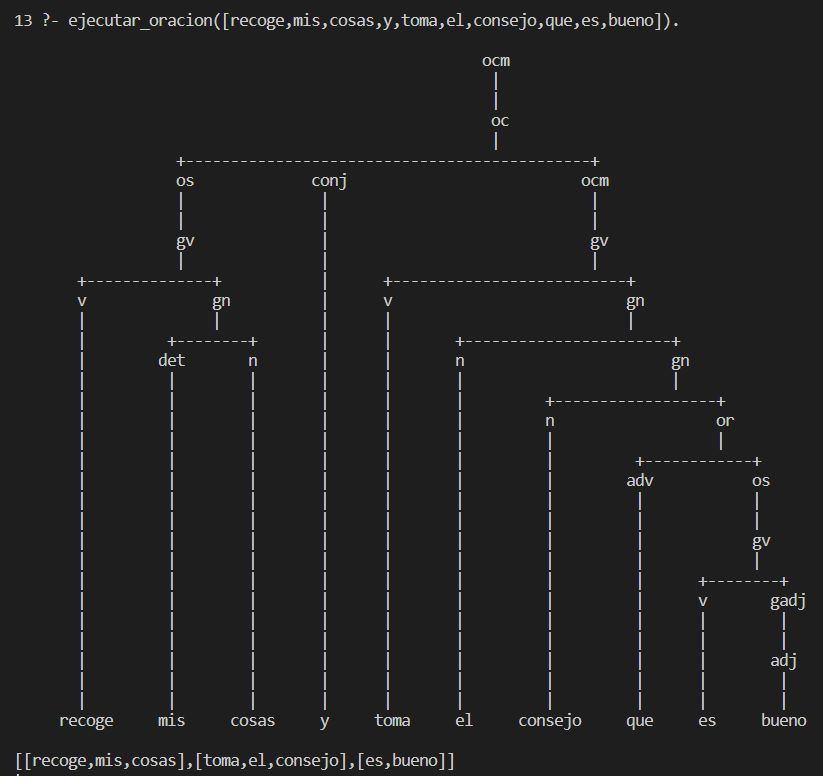 13 ?- ejecutar_oracion([recoge,mis,cosas,y,toma,el,consejo,que,es,bueno]).
ocm
oc
os conj ocm
gv gv
v gn v gn
det n n gn
n or
adv os
gv
v gadj
adj
recoge mis cosas y toma el consejo que es bueno
[[recoge,mis,cosas],[toma,el,consejo],[es,bueno]]